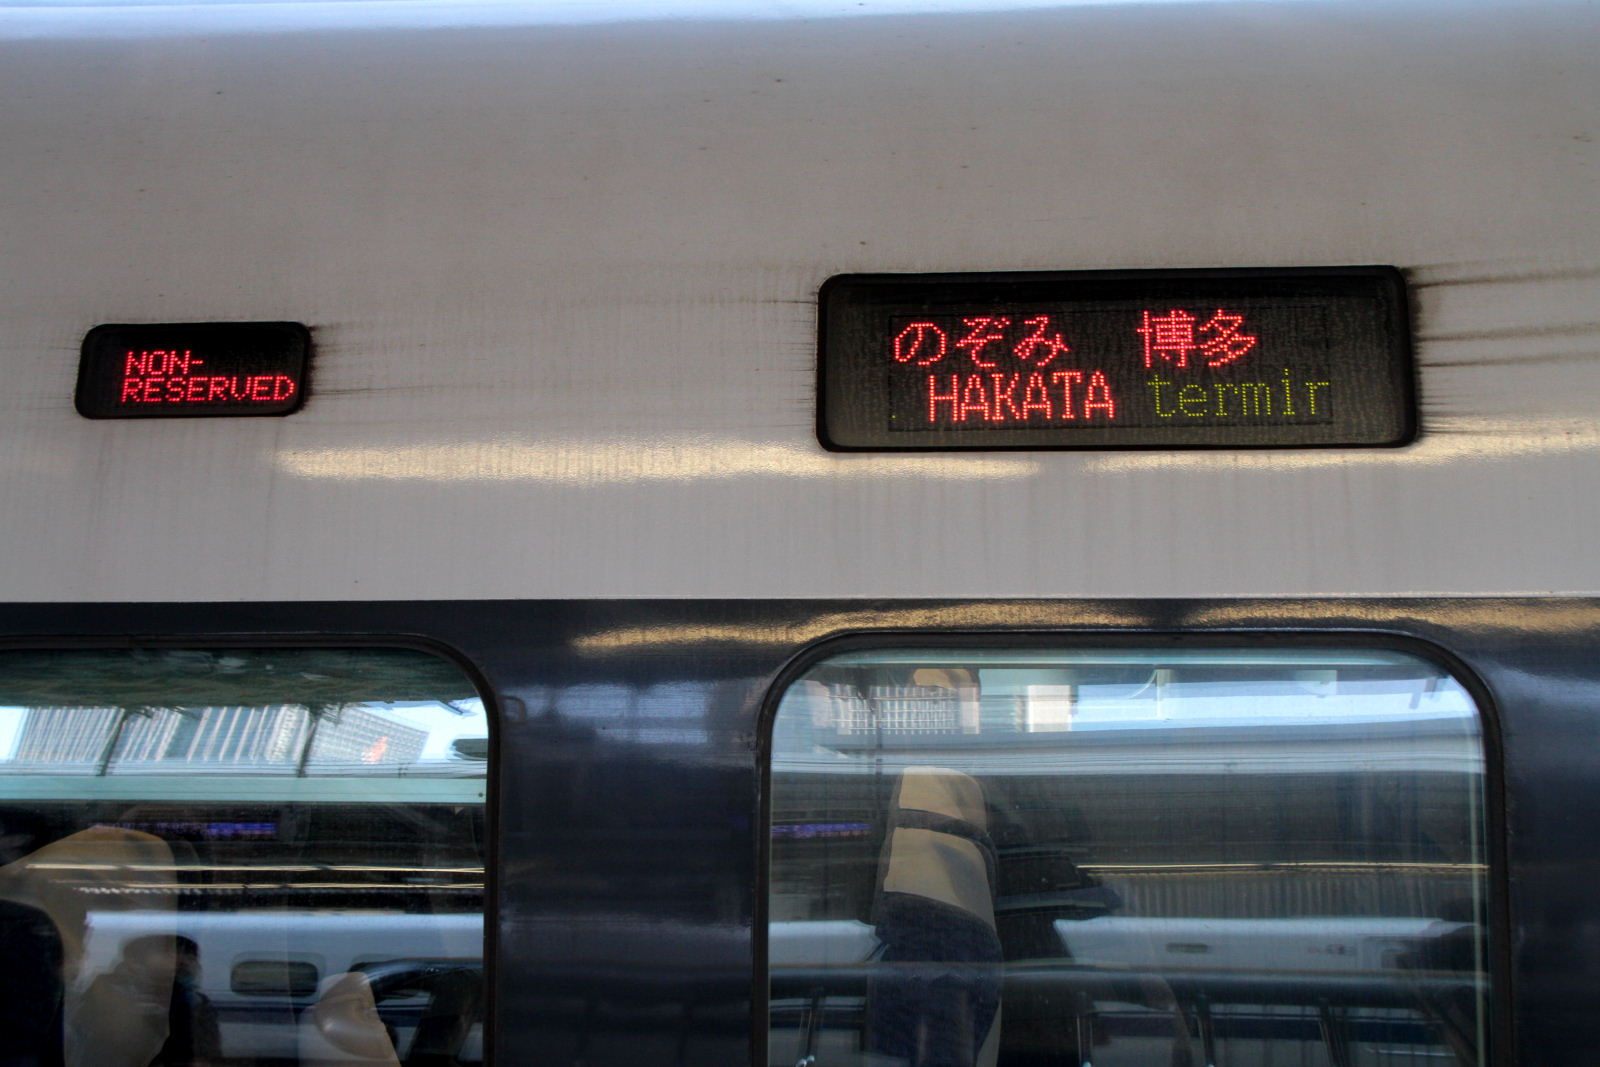 NON-
RESERVED
のぞみ 博多
HAKATA termir